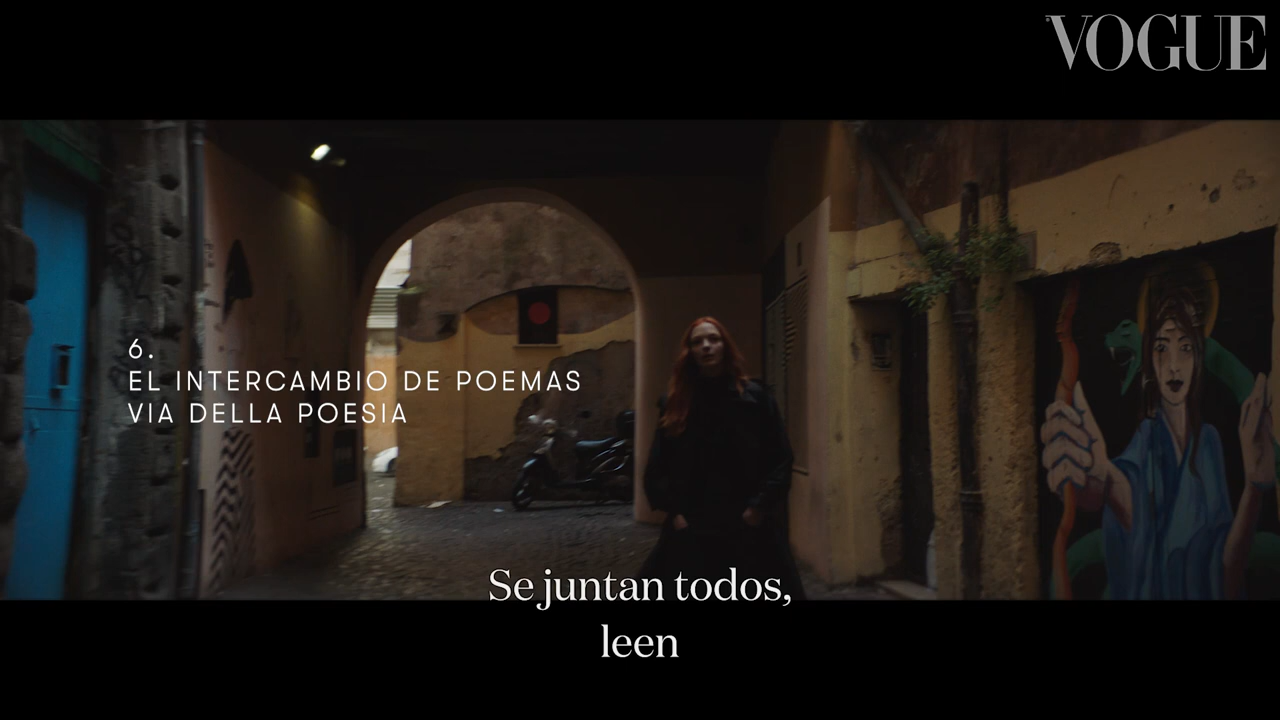 VOGUE
6.
EL INTERCAMBIO DE POEMAS
VIA DELLA POESIA
Se juntan todos,
leen